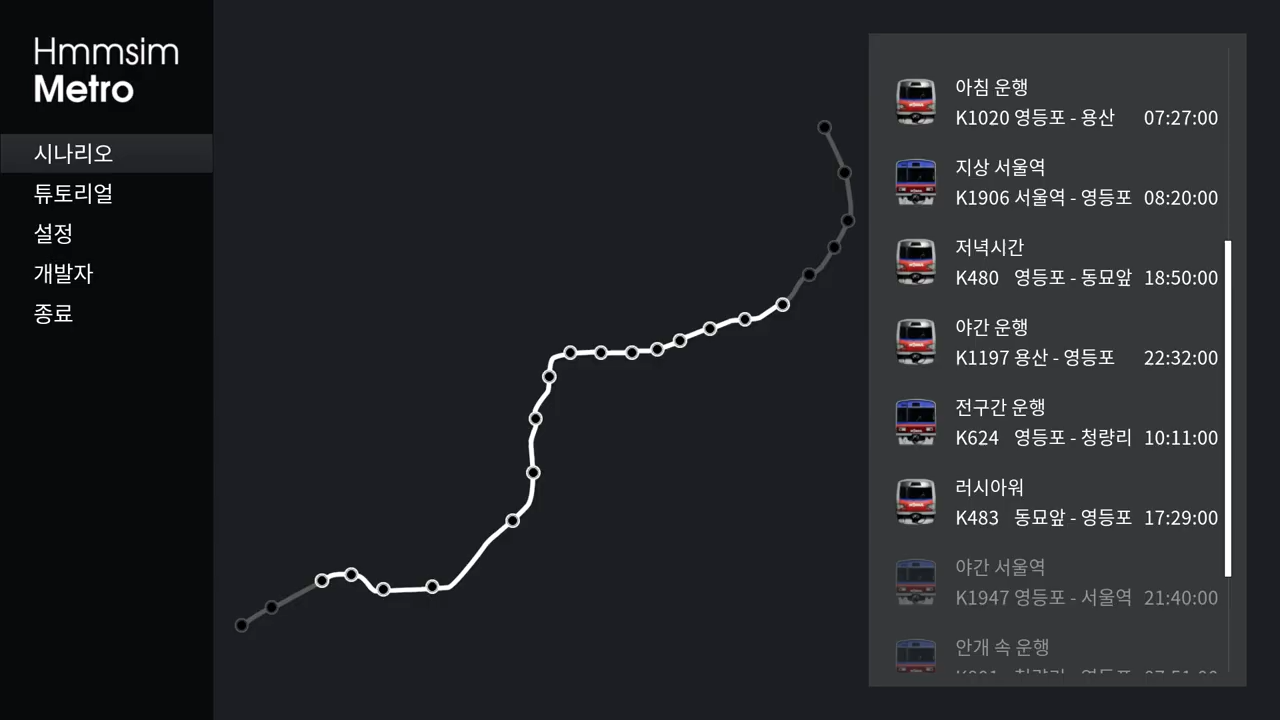 Hmmsim
Metro
시나리오
튜토리얼
설정
개발자
종료
아침 운행
K1020 영등포 - 용산 07:27:00
지상 서울역
K1906 서울역 - 영등포 08:20:00
저녁시간
K480 영등포 - 동묘앞 18:50:00
야간 운행
K1197 용산 - 영등포 22:32:00
전구간 운행
K624 영등포 - 청량리 10:11:00
러시아워
K483 동묘앞 - 영등포 17:29:00
야간 서울역
K1947 영등포 - 서울역 21:40:00
안개 속 운행